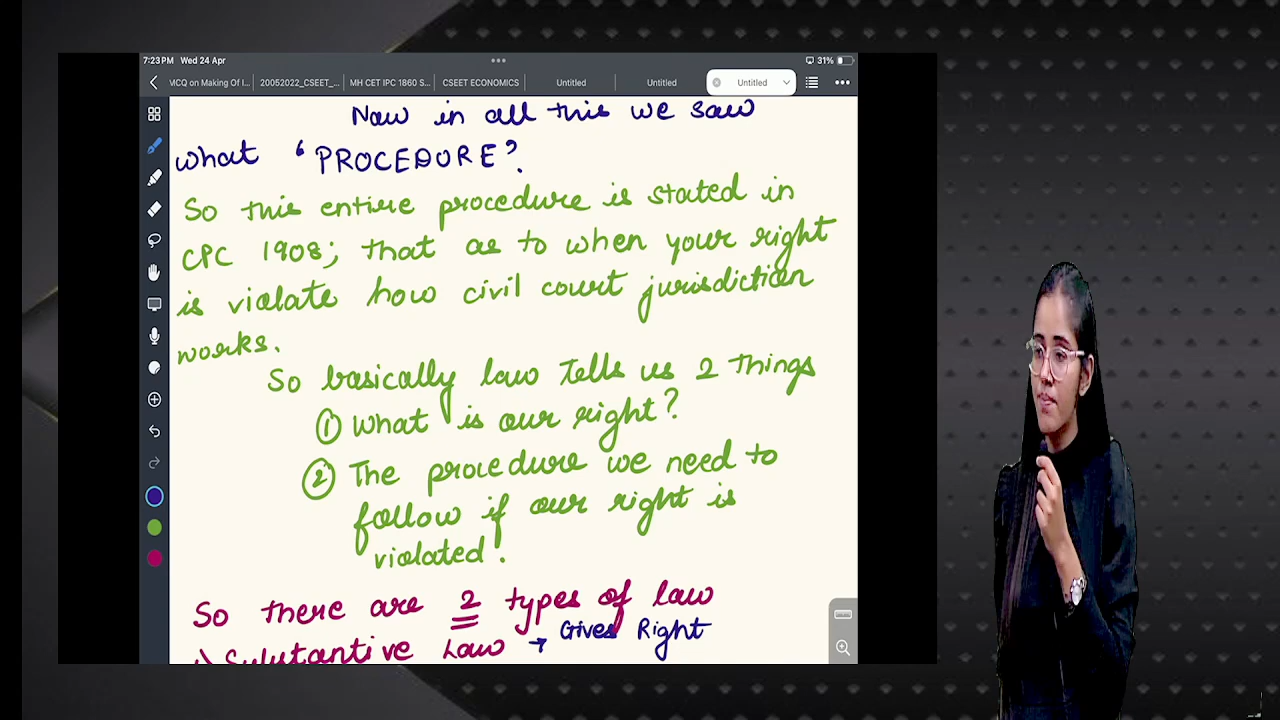 7:23 PM Wed 24 Apr
31%
MCQ on Making Of I...
20052022_CSEET_...
MH CET IPC 1860 S...
CSEET ECONOMICS
Untitled
Untitled
Untitled
Now in all this we saw
what 'PROCEDURE'.
So this entire procedure is stated in
CPC 1908; that as to when your right
is violate how civil court jurisdiction
works.
So basically law tells us 2 things
① What is our right?
② The procedure we need to
follow if our right is
violated.
So there are 2 types of law
1) Substantive Law → Gives Right